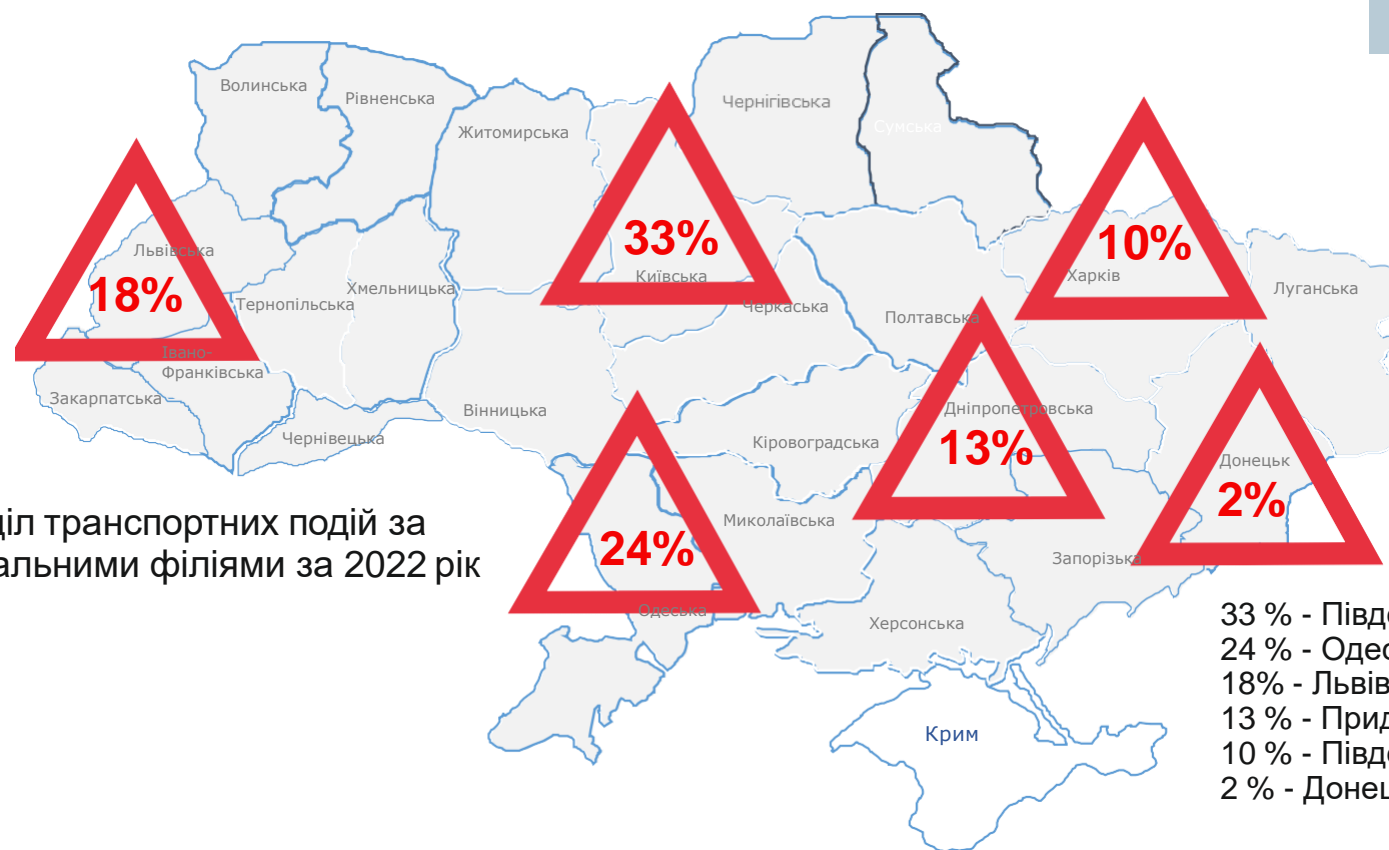 Волинська
Рівненська
Житомирська
Чернігівська
Сумська
Львівська
18%
Тернопільська
Хмельницька
33%
Київська
Черкаська
Полтавська
10%
Харків
Луганська
Івано-
Франківська
Закарпатська
Чернівецька
Вінницька
Кіровоградська
Дніпропетровська
13%
Донецьк
2%
24%
Одеська
Миколаївська
Запорізька
Херсонська
Крим
діл транспортних подій за
альними філіями за 2022 рік
33 % - Півд
24 % - Одес
18% - Львів
13 % - Прид
10 % - Півд
2 % - Донец